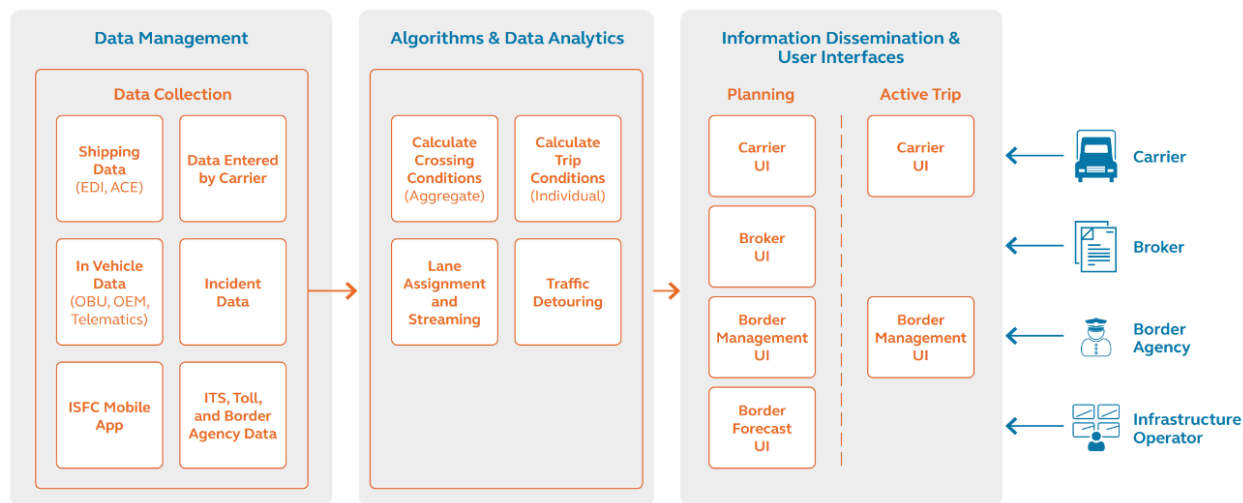 Data Management
Data Collection
Shipping
Data
(EDI, ACE)
Data Entered
by Carrier
In Vehicle
Data
(OBU, OEM,
Telematics)
Incident
Data
ISFC Mobile
App
ITS, Toll,
and Border
Agency Data
Algorithms & Data Analytics
Calculate
Crossing
Conditions
(Aggregate)
Calculate
Trip
Conditions
(Individual)
Lane
Assignment
and
Streaming
Traffic
Detouring
Information Dissemination &
User Interfaces
Planning
Active Trip
Carrier
UI
Carrier
UI
Broker
UI
Border
Management
UI
Border
Management
UI
Border
Forecast
UI
Carrier
Broker
Border
Agency
Infrastructure
Operator